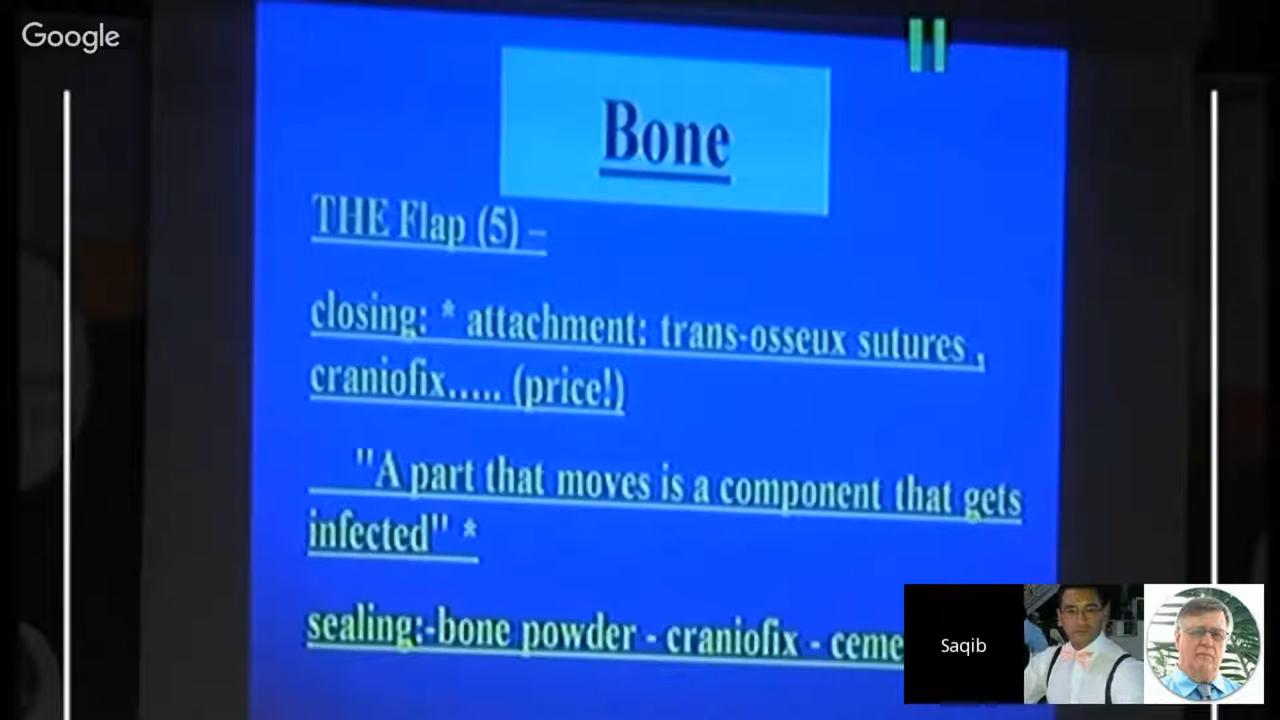 Google
Bone
THE Flap (5) –
closing: * attachment: trans-osseux sutures ,
craniofix..... (price!)
"A part that moves is a component that gets
infected" *
sealing:-bone powder - craniofix -
Saqib